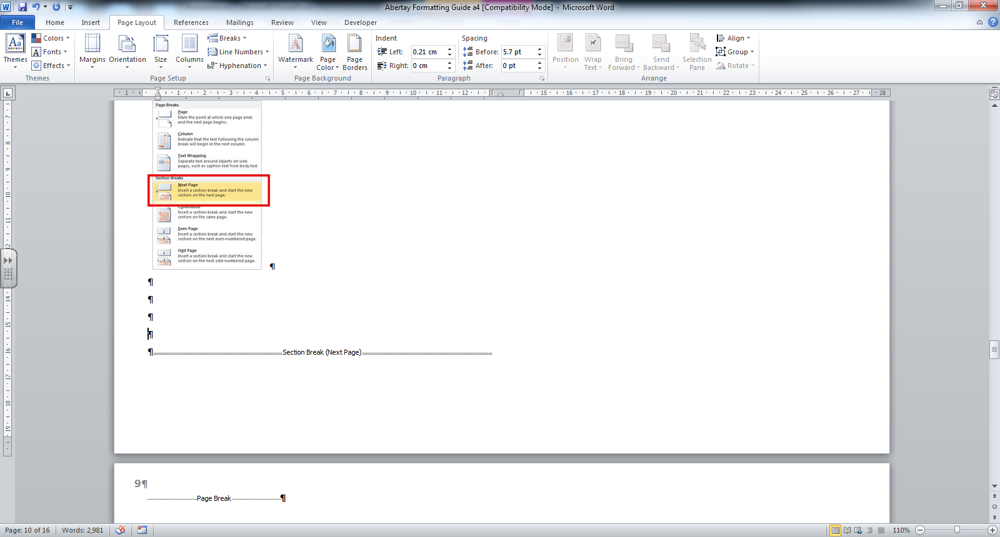 Abertay Formatting Guide a4 [Compatibility Mode] - Microsoft Word
File Home Insert Page Layout References Mailings Review View Developer
Themes
Colors
Fonts
Effects
Themes
Margins
Orientation
Size
Columns
Breaks
Line Numbers
Hyphenation
Page Setup
Watermark
Page Color
Page Borders
Page Background
Indent
Left: 0.21 cm
Right: 0 cm
Spacing
Before: 5.7 pt
After: 0 pt
Paragraph
Position
Wrap Text
Bring Forward
Send Backward
Selection Pane
Align
Group
Rotate
Arrange
1 1 2 3 4 5 6 7 8 9 10 11 12 15 16 17 18 19 20 21 22 23 24 25 26 27 28
7
8
9
10
11
12
14
15
16
17
18
19
Page Breaks
Page
Mark the point at which one page ends
and the next page begins.
Column
Indicate that the text following the column
break will begin in the next column.
Text Wrapping
Separate text around objects on web
pages, such as caption text from body text.
Section Breaks
Next Page
Insert a section break and start the new
section on the next page.
Continuous
Insert a section break and start the new
section on the same page.
Even Page
Insert a section break and start the new
section on the next even-numbered page.
Odd Page
Insert a section break and start the new
section on the next odd-numbered page.
¶
¶
¶
¶
¶
¶ Section Break (Next Page)
9¶
Page Break ¶
Page: 10 of 16 Words: 2,981 110%